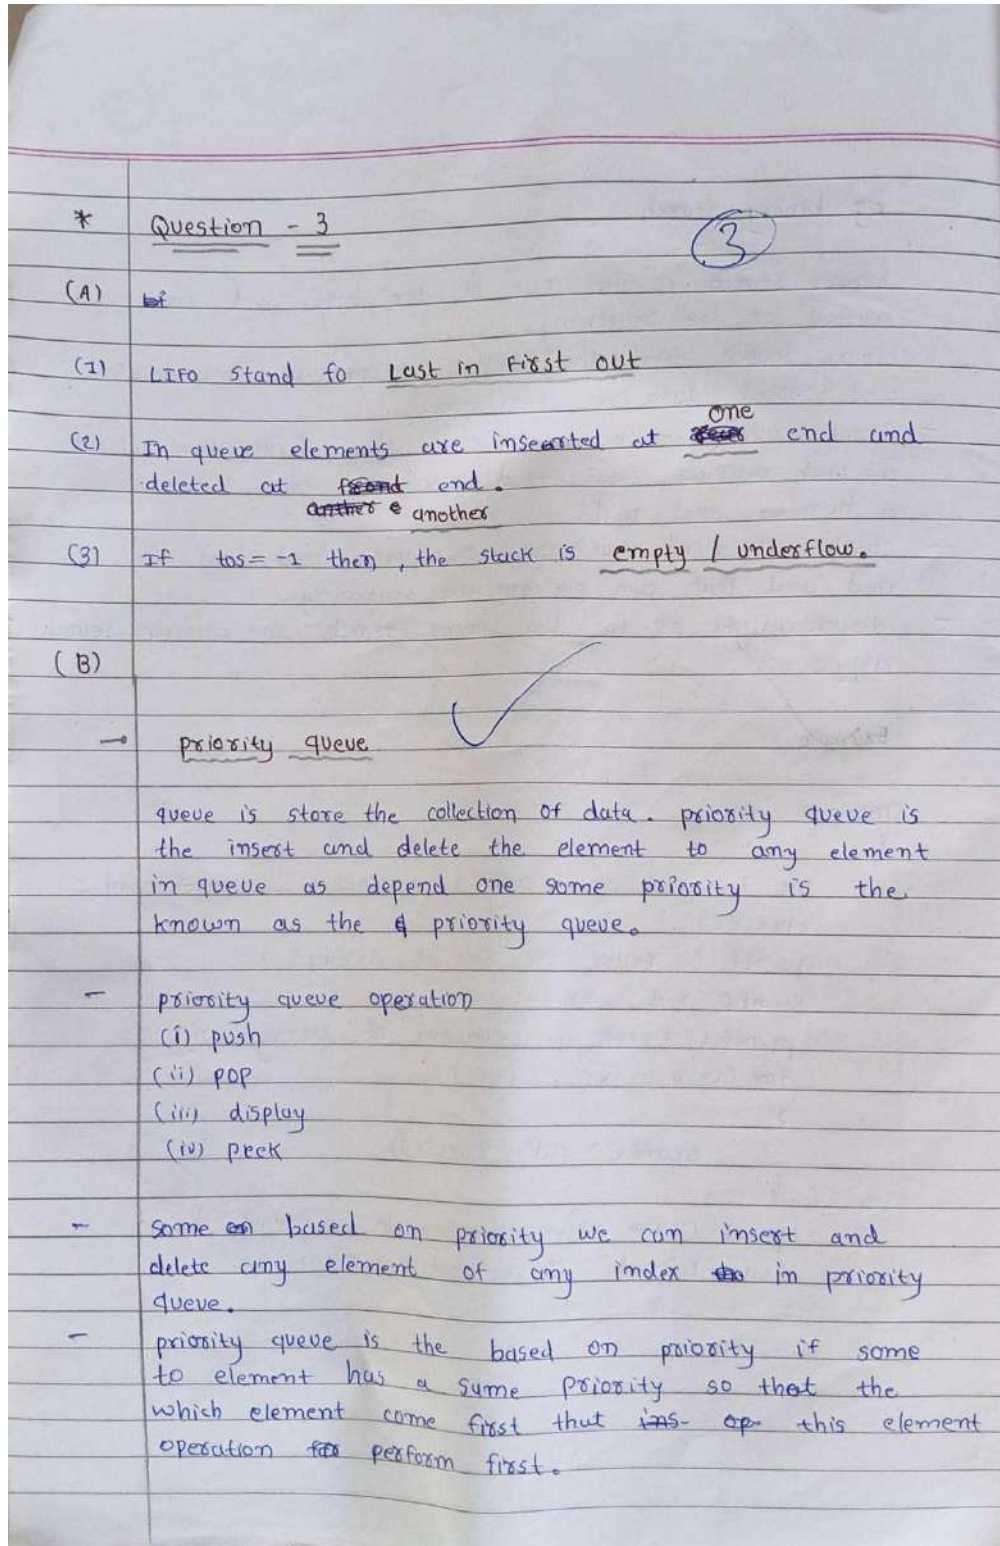 * Question - 3
3
(A)
(1) LIFO stand fo Last in First out
one
(2) In queue elements are insearted at end and
deleted at end.
another
(3) If tos = -1 then, the stack is empty / underflow.
(B)
→ priority queue
queue is store the collection of data. priority queue is
the insert and delete the element to any element
in queue as depend one some priority is the
known as the priority queue.
- priority queue operation
(i) push
(ii) pop
(iii) display
(iv) peek
- some based on priority we can insert and
delete any element of any index in priority
queue.
- priority queue is the based on priority if some
to element has a same priority so that the
which element come first that this element
operation perform first.